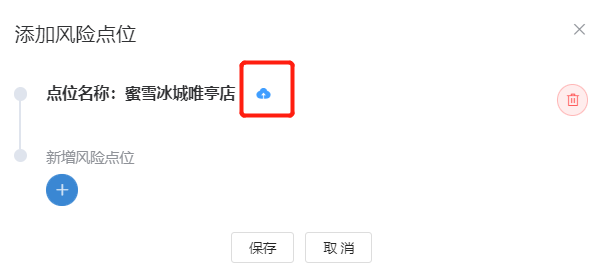 添加风险点位
点位名称：蜜雪冰城唯亭店
新增风险点位
保存
取 消